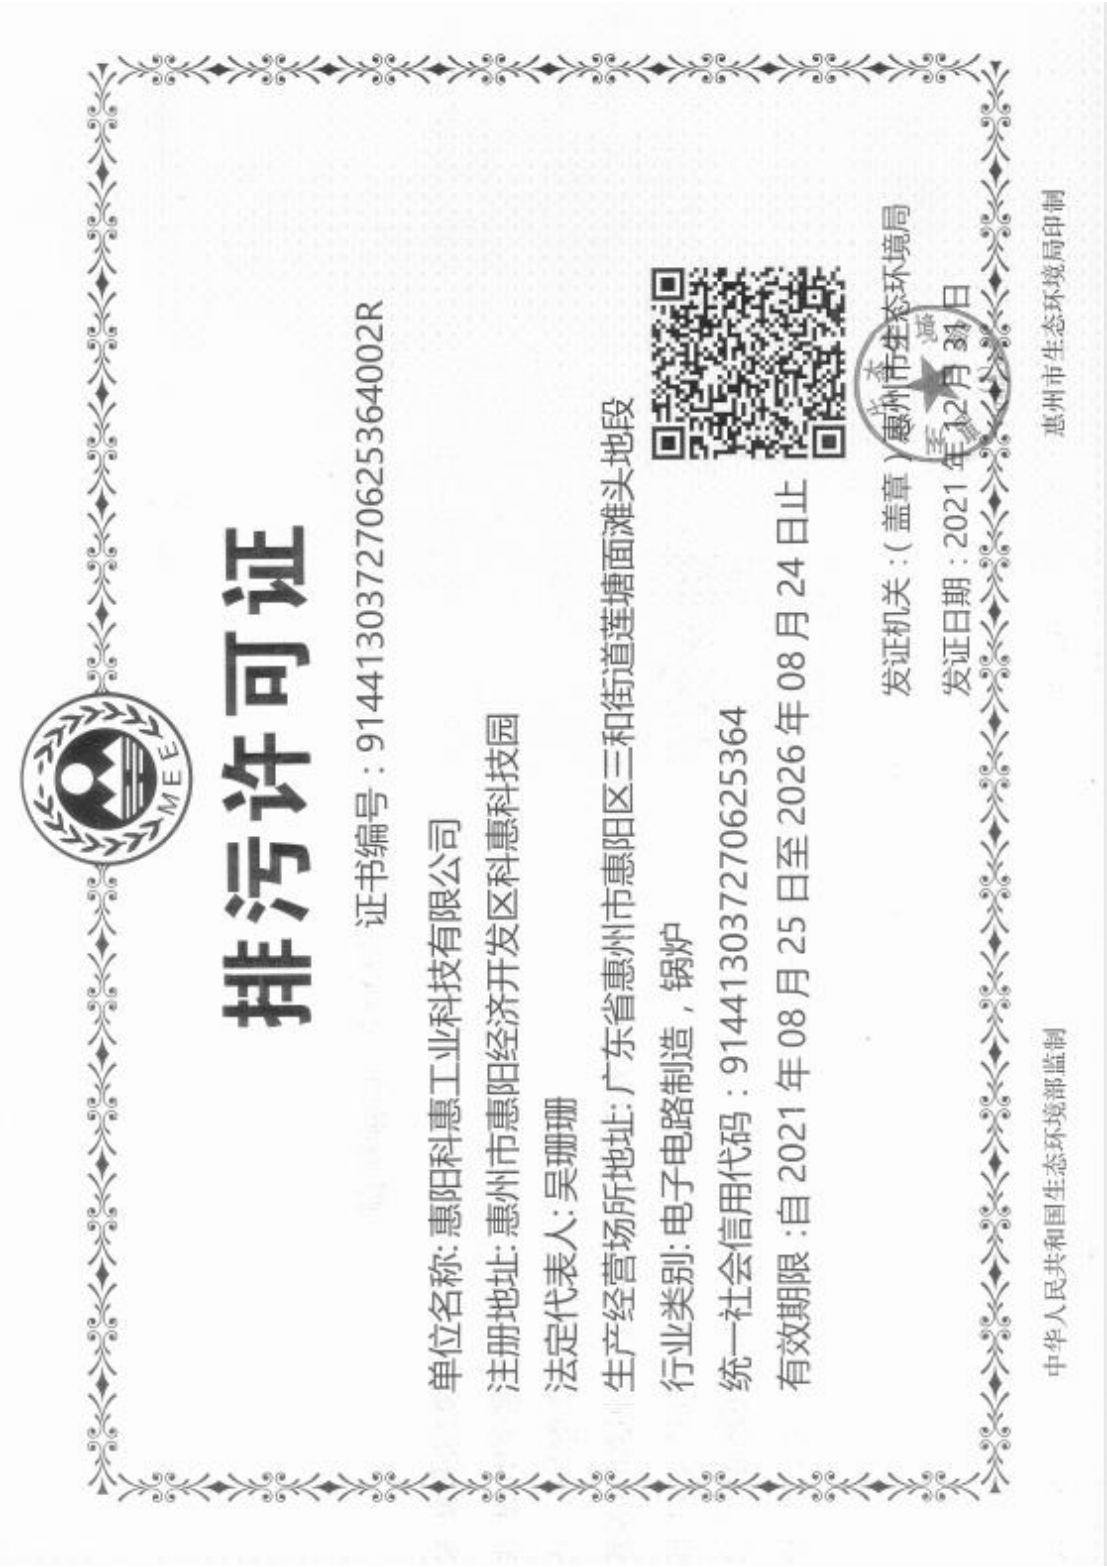 MEE
排污许可证
证书编号：91441303727062536​4002R
单位名称: 惠阳科惠工业科技有限公司
注册地址: 惠州市惠阳经济开发区科惠科技园
法定代表人: 吴珊珊
生产经营场所地址: 广东省惠州市惠阳区三和街道莲塘面滩头地段
行业类别: 电子电路制造，锅炉
统一社会信用代码：914413037270625364
有效期限：自 2021 年 08 月 25 日至 2026 年 08 月 24 日止
发证机关：（盖章）惠州市生态环境局
发证日期：2021 年 12 月 31 日
中华人民共和国生态环境部监制
惠州市生态环境局印制